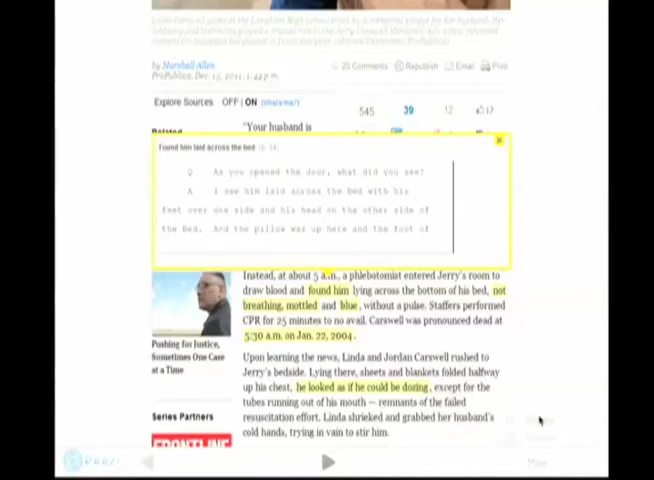 by Marshall Allen
ProPublica, Dec. 15, 2011, 1:44 p.m.
25 Comments Republish Email Print
Explore Sources OFF | ON (What's this?)
545 39 12 17
Related
"Your husband is
Found him laid across the bed (p. 14)
Q As you opened the door, what did you see?
A I saw him laid across the bed with his
feet over one side and his head on the other side of
the bed. And the pillow was up here and the foot of
Instead, at about 5 a.m., a phlebotomist entered Jerry's room to
draw blood and found him lying across the bottom of his bed, not
breathing, mottled and blue, without a pulse. Staffers performed
CPR for 25 minutes to no avail. Carswell was pronounced dead at
5:30 a.m. on Jan. 22, 2004.
Pursuing for Justice,
Sometimes One Case
at a Time
Upon learning the news, Linda and Jordan Carswell rushed to
Jerry's bedside. Lying there, sheets and blankets folded halfway
up his chest, he looked as if he could be dozing, except for the
tubes running out of his mouth – remnants of the failed
resuscitation effort. Linda shrieked and grabbed her husband's
cold hands, trying in vain to stir him.
Series Partners
FRONTLINE
Prezi
More